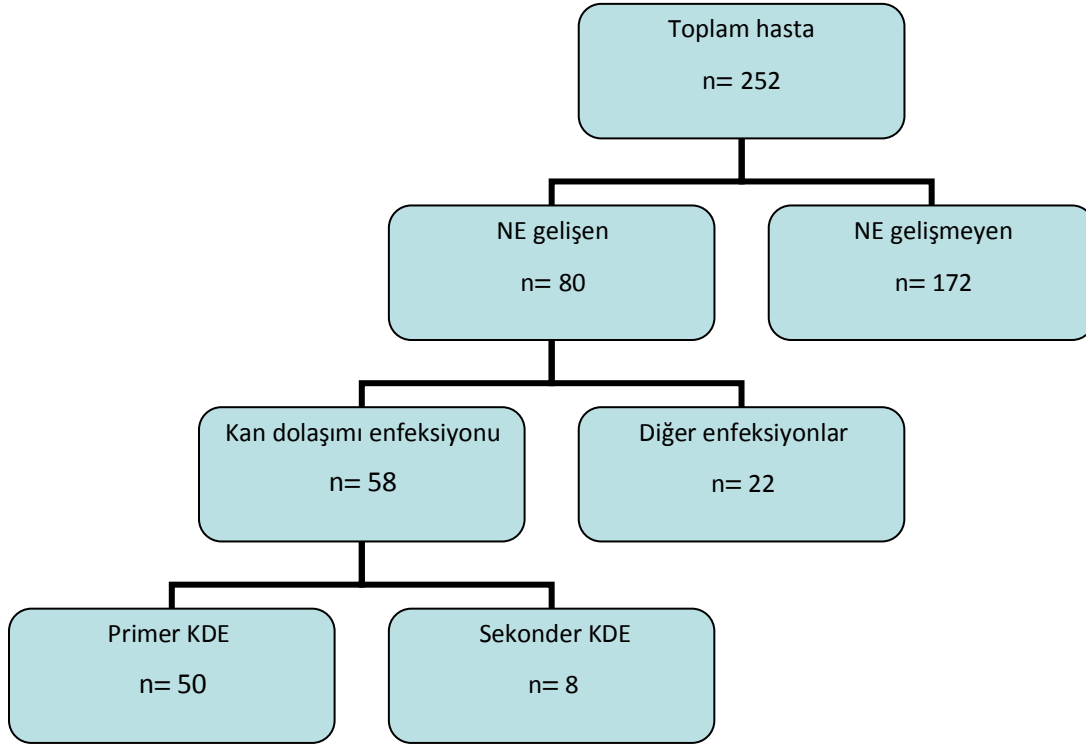 Toplam hasta
n= 252
NE gelişen
n= 80
NE gelişmeyen
n= 172
Kan dolaşımı enfeksiyonu
n= 58
Diğer enfeksiyonlar
n= 22
Primer KDE
n= 50
Sekonder KDE
n= 8